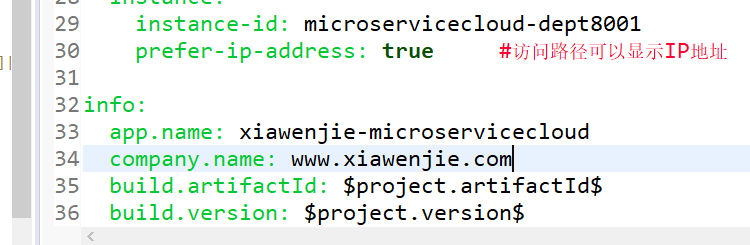 instance:
29 instance-id: microservicecloud-dept8001
30 prefer-ip-address: true #访问路径可以显示IP地址
31
32 info:
33 app.name: xiawenjie-microservicecloud
34 company.name: www.xiawenjie.com
35 build.artifactId: $project.artifactId$
36 build.version: $project.version$